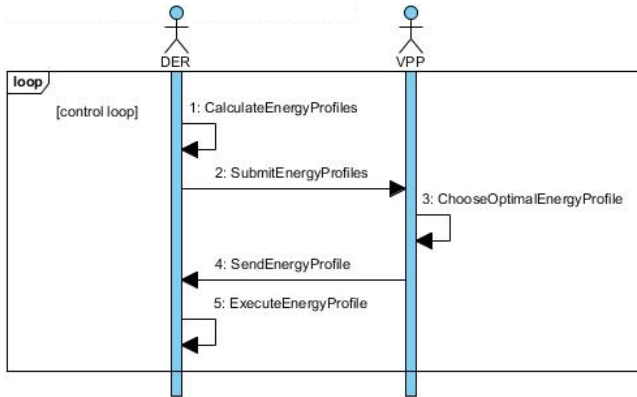 DER
VPP
loop
[control loop]
1: CalculateEnergyProfiles
2: SubmitEnergyProfiles
3: ChooseOptimalEnergyProfile
4: SendEnergyProfile
5: ExecuteEnergyProfile